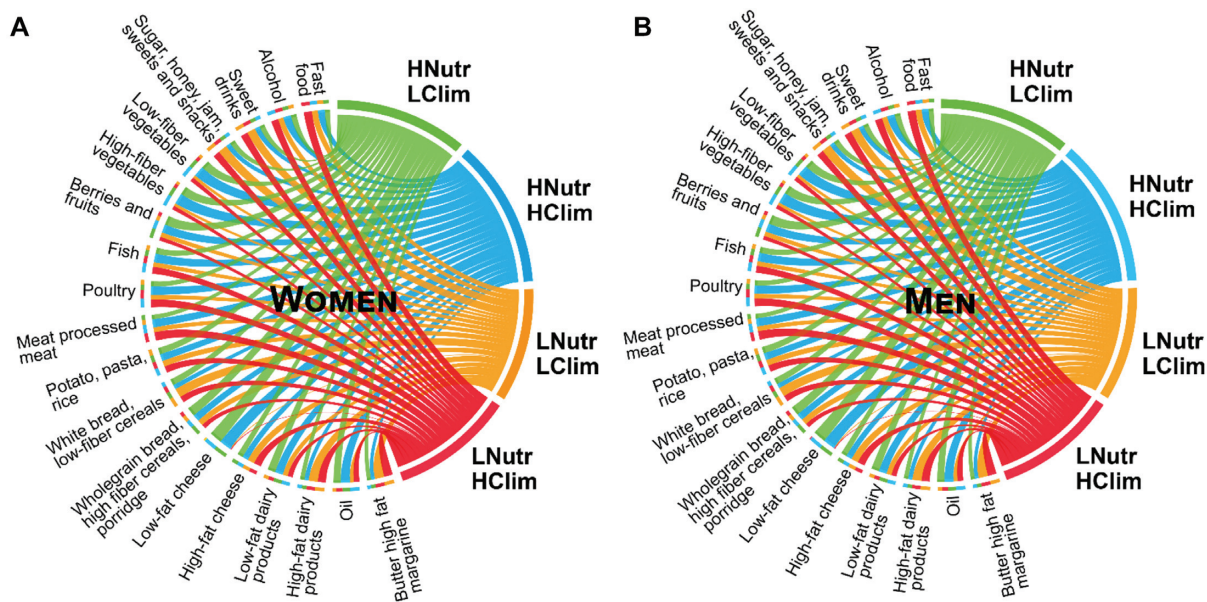 A
Sugar, honey, jam,
sweets and snacks
Sweet
drinks
Alcohol
Fast
food
HNutr
LClim
HNutr
HClim
LNutr
LClim
LNutr
HClim
Low-fiber
vegetables
High-fiber
vegetables
Berries and
fruits
Fish
Poultry
Meat processed
meat
Potato, pasta,
rice
White bread,
low-fiber cereals
Wholegrain bread,
high fiber cereals,
porridge
Low-fat cheese
High-fat cheese
Low-fat dairy
products
High-fat dairy
products
Oil
Butter high fat
margarine
WOMEN
B
Sugar, honey, jam,
sweets and snacks
Sweet
drinks
Alcohol
Fast
food
HNutr
LClim
HNutr
HClim
LNutr
LClim
LNutr
HClim
Low-fiber
vegetables
High-fiber
vegetables
Berries and
fruits
Fish
Poultry
Meat processed
meat
Potato, pasta,
rice
White bread,
low-fiber cereals
Wholegrain bread,
high fiber cereals,
porridge
Low-fat cheese
High-fat cheese
Low-fat dairy
products
High-fat dairy
products
Oil
Butter high fat
margarine
MEN